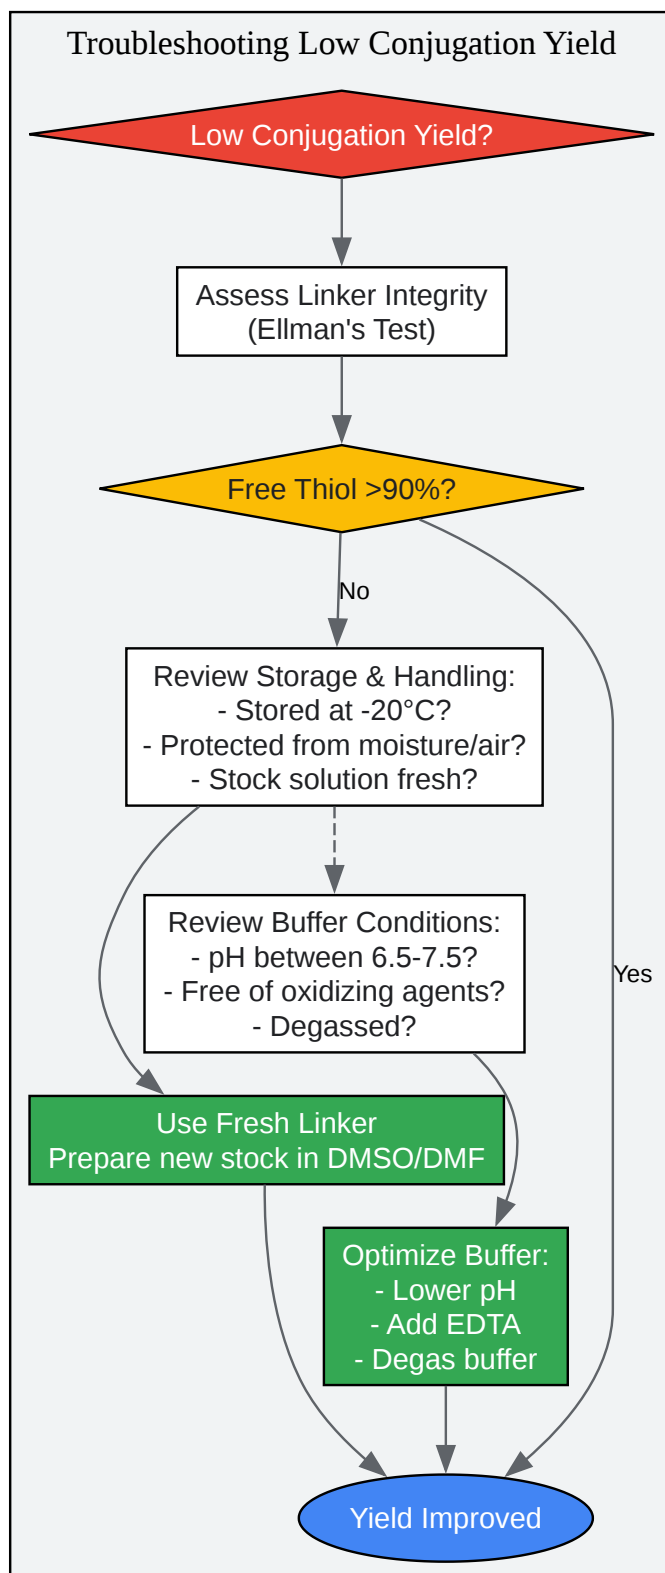 Troubleshooting Low Conjugation Yield
Low Conjugation Yield?
Assess Linker Integrity
(Ellman's Test)
Free Thiol >90%?
No
Review Storage & Handling:
- Stored at -20°C?
- Protected from moisture/air?
- Stock solution fresh?
Review Buffer Conditions:
- pH between 6.5-7.5?
- Free of oxidizing agents?
- Degassed?
Yes
Use Fresh Linker
Prepare new stock in DMSO/DMF
Optimize Buffer:
- Lower pH
- Add EDTA
- Degas buffer
Yield Improved